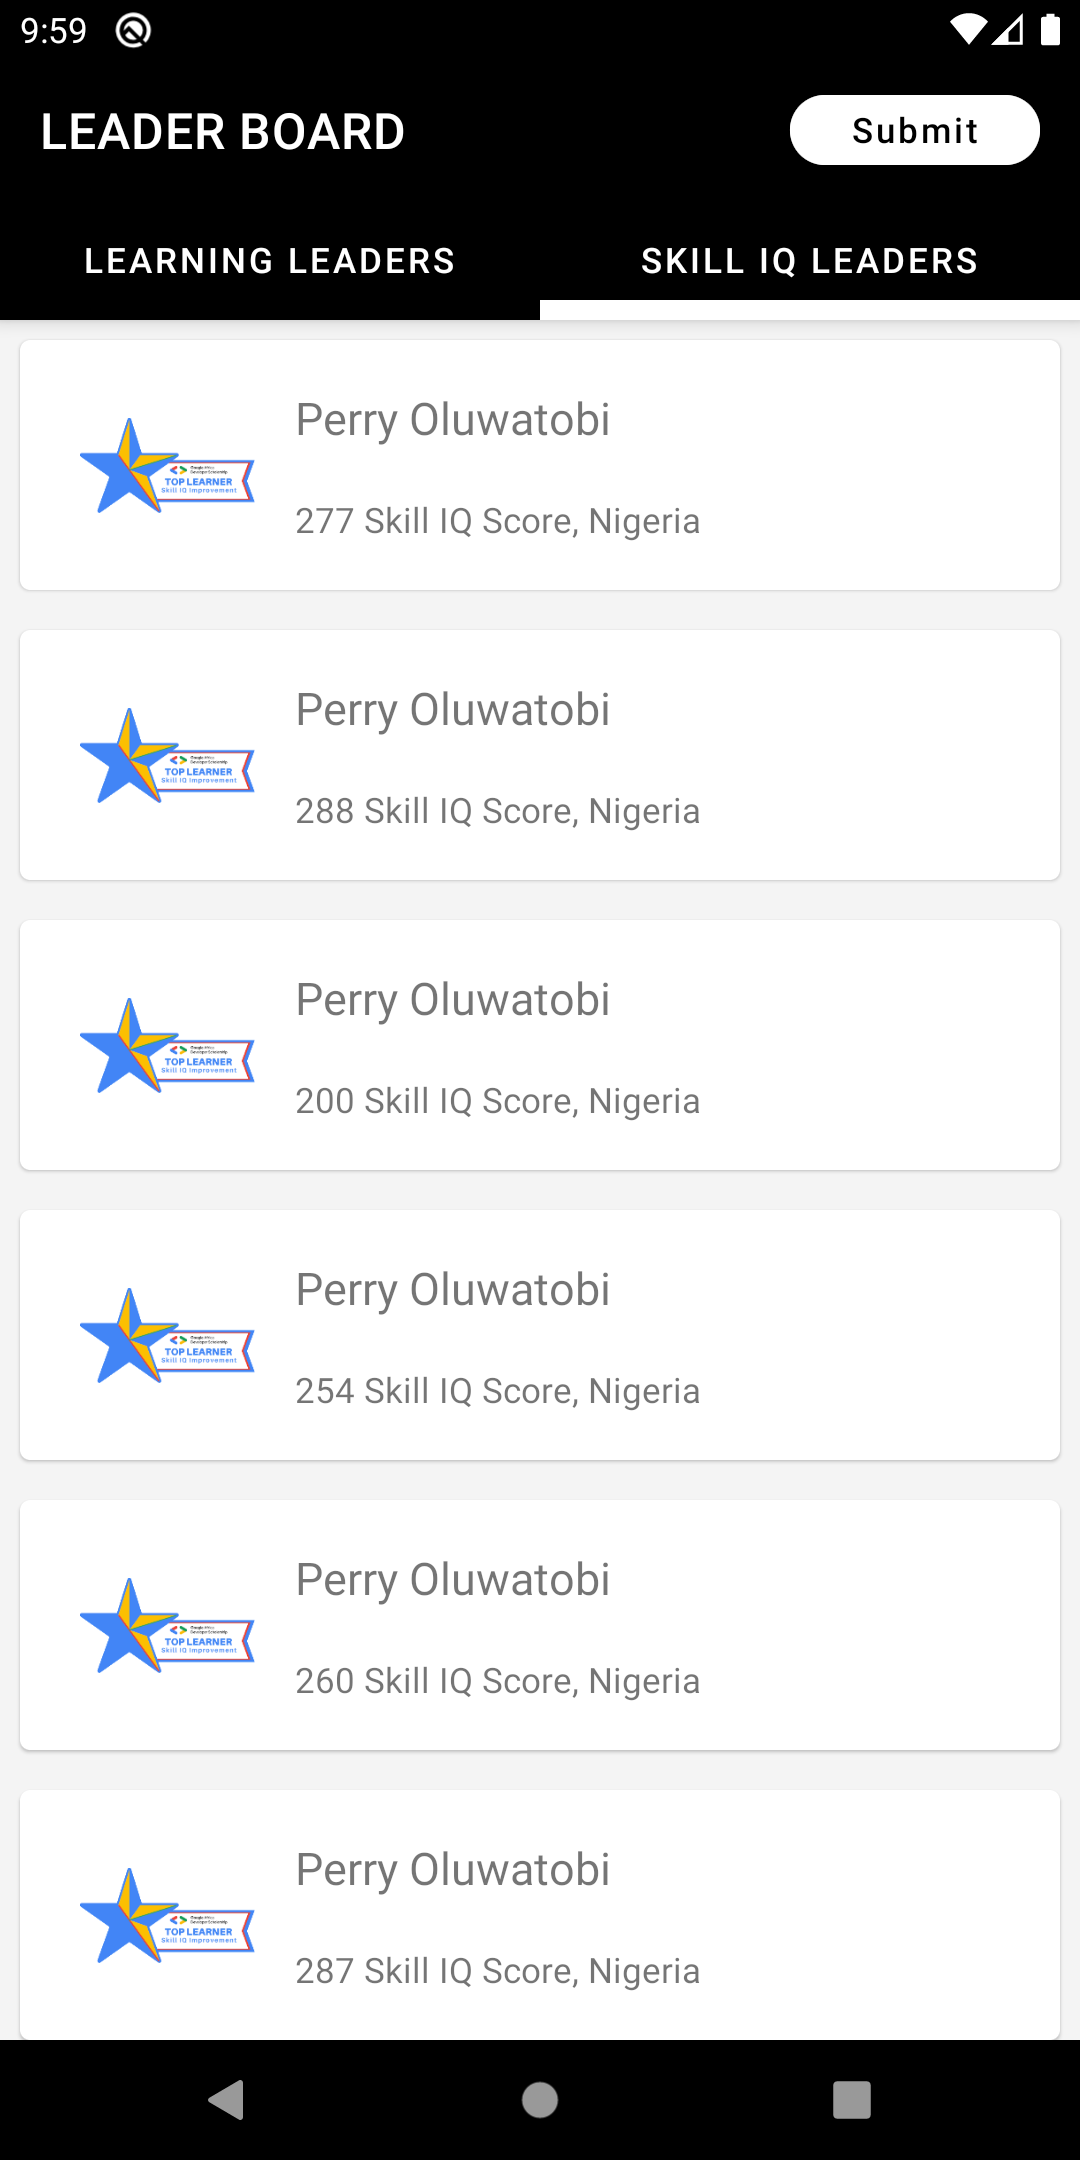 9:59
LEADER BOARD
Submit
LEARNING LEADERS
SKILL IQ LEADERS
Perry Oluwatobi
TOP LEARNER
Skill IQ Improvement
277 Skill IQ Score, Nigeria
Perry Oluwatobi
TOP LEARNER
Skill IQ Improvement
288 Skill IQ Score, Nigeria
Perry Oluwatobi
TOP LEARNER
Skill IQ Improvement
200 Skill IQ Score, Nigeria
Perry Oluwatobi
TOP LEARNER
Skill IQ Improvement
254 Skill IQ Score, Nigeria
Perry Oluwatobi
TOP LEARNER
Skill IQ Improvement
260 Skill IQ Score, Nigeria
Perry Oluwatobi
TOP LEARNER
Skill IQ Improvement
287 Skill IQ Score, Nigeria